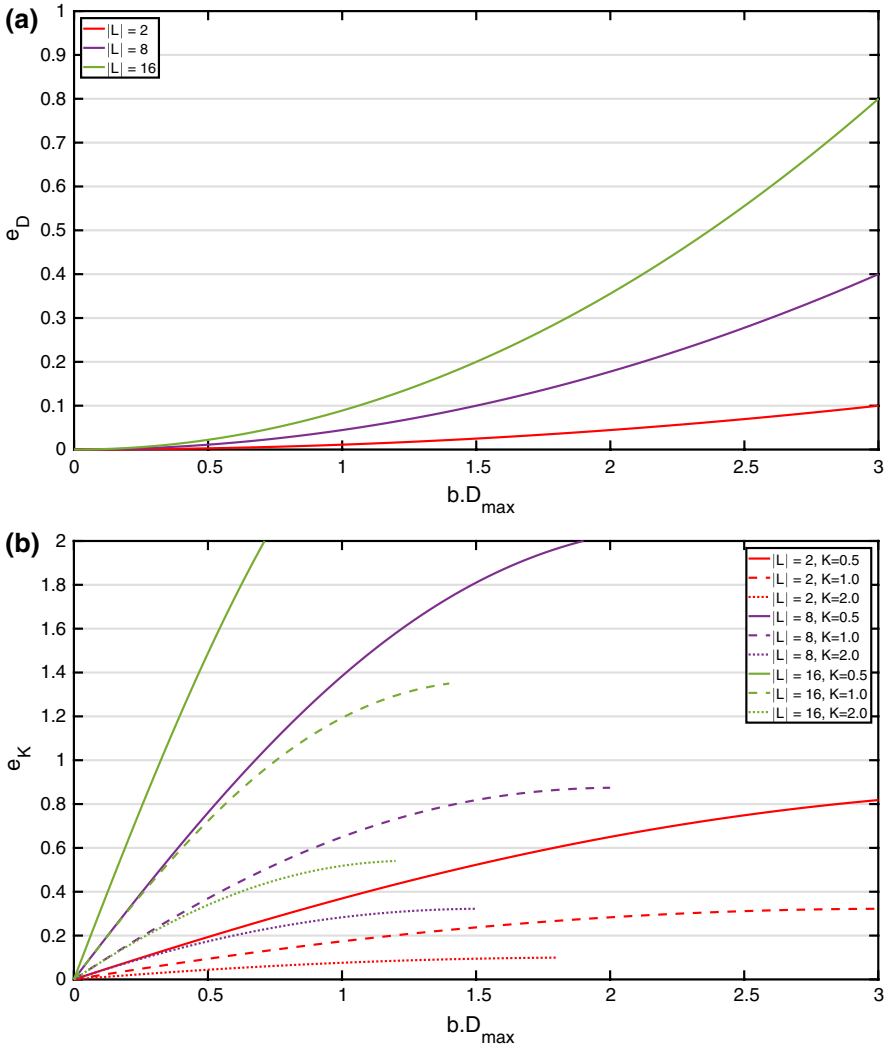 (a)
|L| = 2
|L| = 8
|L| = 16
1
0.9
0.8
0.7
0.6
0.5
0.4
0.3
0.2
0.1
0
e_D
0 0.5 1 1.5 2 2.5 3
b.D_max
(b)
|L| = 2, K=0.5
|L| = 2, K=1.0
|L| = 2, K=2.0
|L| = 8, K=0.5
|L| = 8, K=1.0
|L| = 8, K=2.0
|L| = 16, K=0.5
|L| = 16, K=1.0
|L| = 16, K=2.0
2
1.8
1.6
1.4
1.2
1
0.8
0.6
0.4
0.2
0
e_K
0 0.5 1 1.5 2 2.5 3
b.D_max